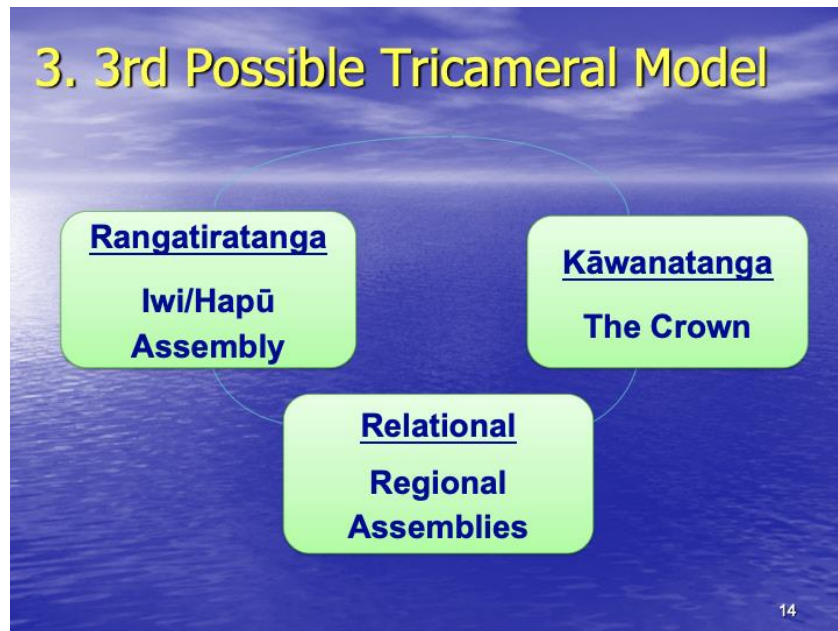 3. 3rd Possible Tricameral Model
Rangatiratanga
Iwi/Hapū
Assembly
Kāwanatanga
The Crown
Relational
Regional
Assemblies
14